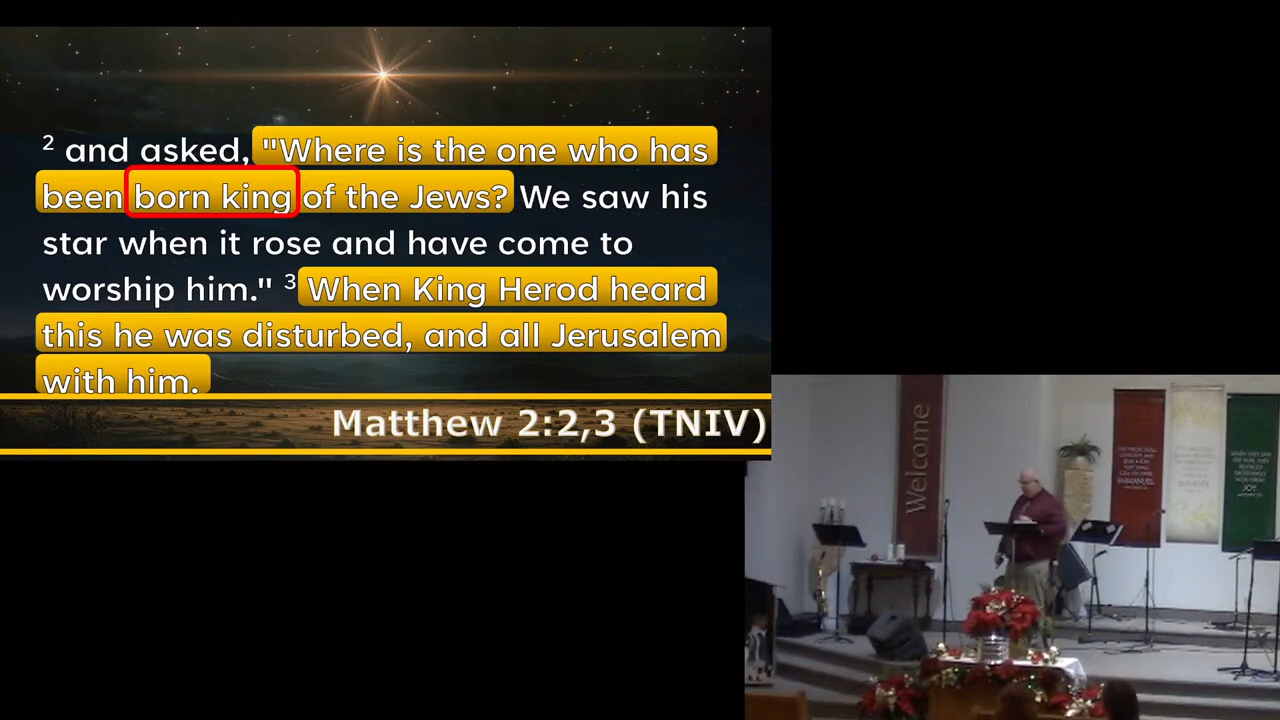 2 and asked, "Where is the one who has
been born king of the Jews? We saw his
star when it rose and have come to
worship him." 3 When King Herod heard
this he was disturbed, and all Jerusalem
with him.
Matthew 2:2,3 (TNIV)
Welcome
EMMANUEL
JOY